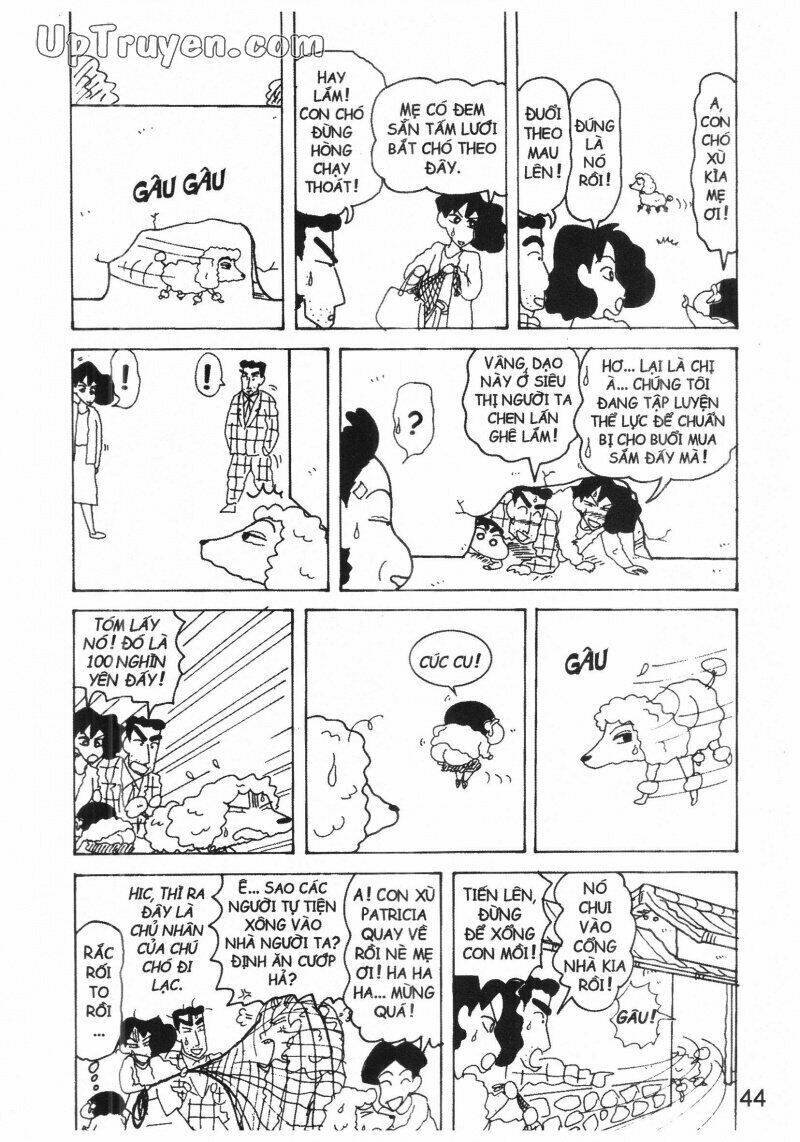 UpTruyen.com
A,
CON
CHÓ
XÙ
KÌA
MẸ
ƠI!
ĐÚNG
LÀ
NÓ
RỒI!
ĐUỔI
THEO
MAU
LÊN!
MẸ CÓ ĐEM
SẴN TẤM LƯỚI
BẮT CHÓ THEO
ĐÂY.
HAY
LẮM!
CON CHÓ
ĐỪNG
HÒNG
CHẠY
THOÁT!
GÂU GÂU
HƠ... LẠI LÀ CHỊ
À... CHÚNG TÔI
ĐANG TẬP LUYỆN
THỂ LỰC ĐỂ CHUẨN
BỊ CHO BUỔI MUA
SẮM ĐẤY MÀ!
VÂNG, DẠO
NÀY Ở SIÊU
THỊ NGƯỜI TA
CHEN LẤN
GHÊ LẮM!
?
!
!
GÂU
CÚC CU!
TÓM LẤY
NÓ! ĐÓ LÀ
100 NGHÌN
YÊN ĐẤY!
NÓ
CHUI
VÀO
CỔNG
NHÀ KIA
RỒI!
TIẾN LÊN,
ĐỪNG
ĐỂ XỔNG
CON MỒI!
GÂU!
A! CON XÙ
PATRICIA
QUAY VỀ
RỒI NÈ MẸ
ƠI! HA HA
HA... MỪNG
QUÁ!
Ê... SAO CÁC
NGƯỜI TỰ TIỆN
XÔNG VÀO
NHÀ NGƯỜI TA?
ĐỊNH ĂN CƯỚP
HẢ?
HIC, THÌ RA
ĐÂY LÀ
CHỦ NHÂN
CỦA CHÚ
CHÓ ĐI
LẠC.
RẮC
RỐI TO
RỒI
...
44